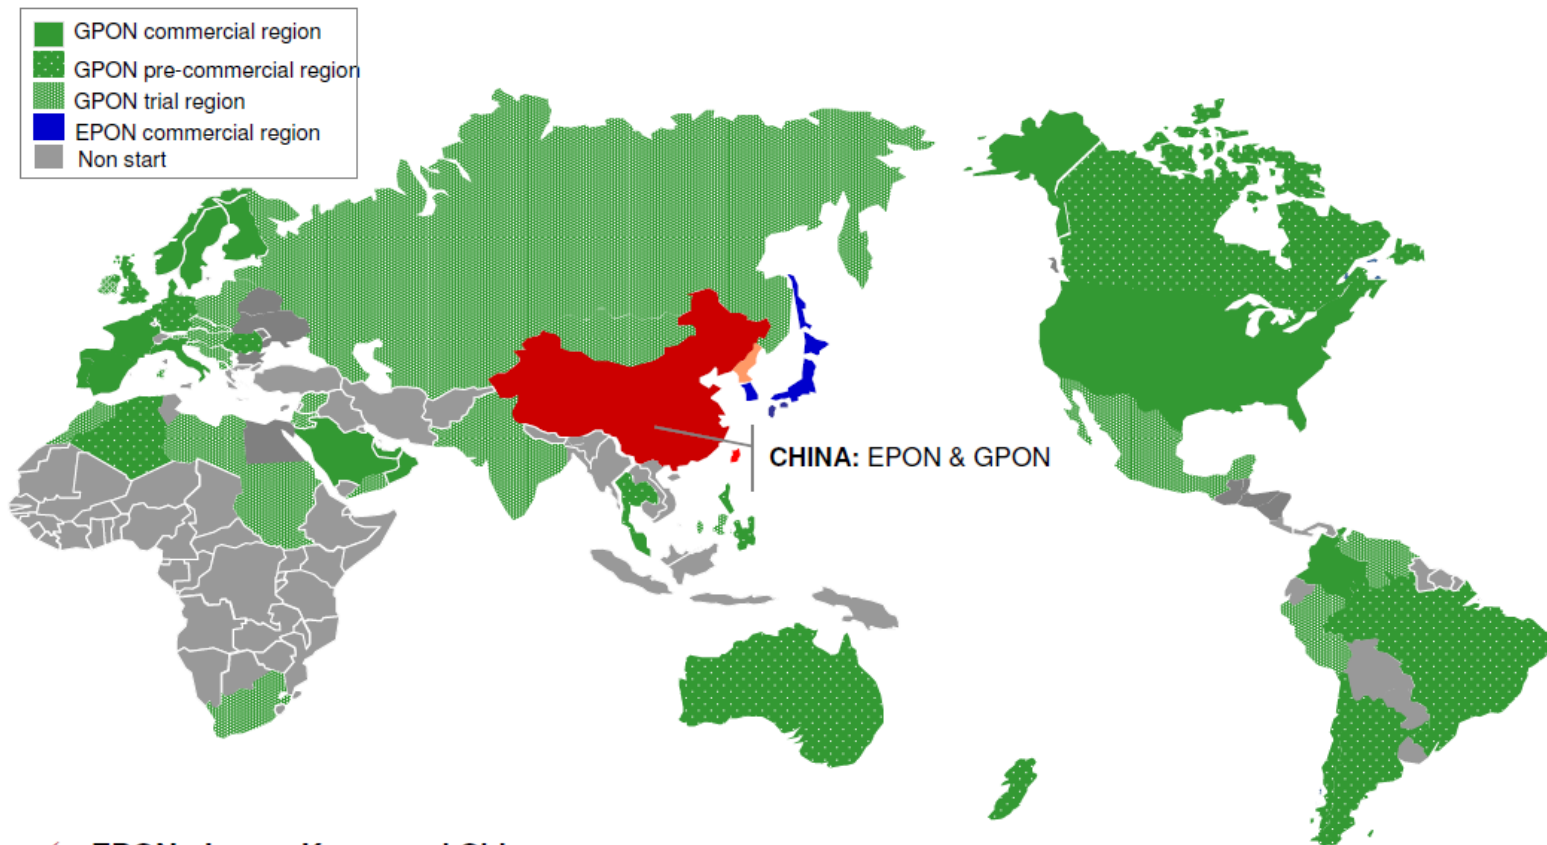 GPON commercial region
GPON pre-commercial region
GPON trial region
EPON commercial region
Non start
CHINA: EPON & GPON